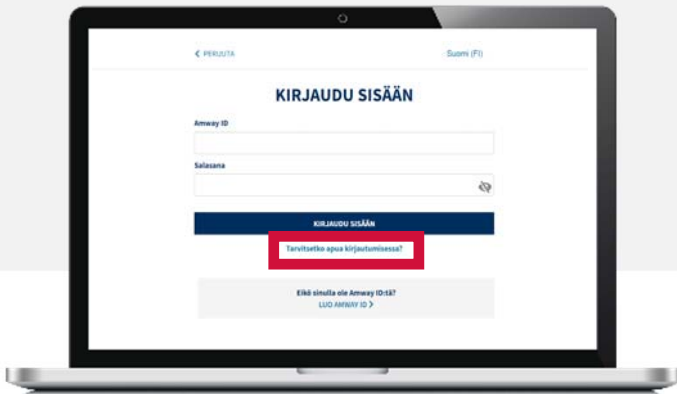 < PERUUTA
Suomi (FI)
KIRJAUDU SISÄÄN
Amway ID
Salasana
KIRJAUDU SISÄÄN
Tarvitsetko apua kirjautumisessa?
Eikö sinulla ole Amway ID:tä?
LUO AMWAY ID >